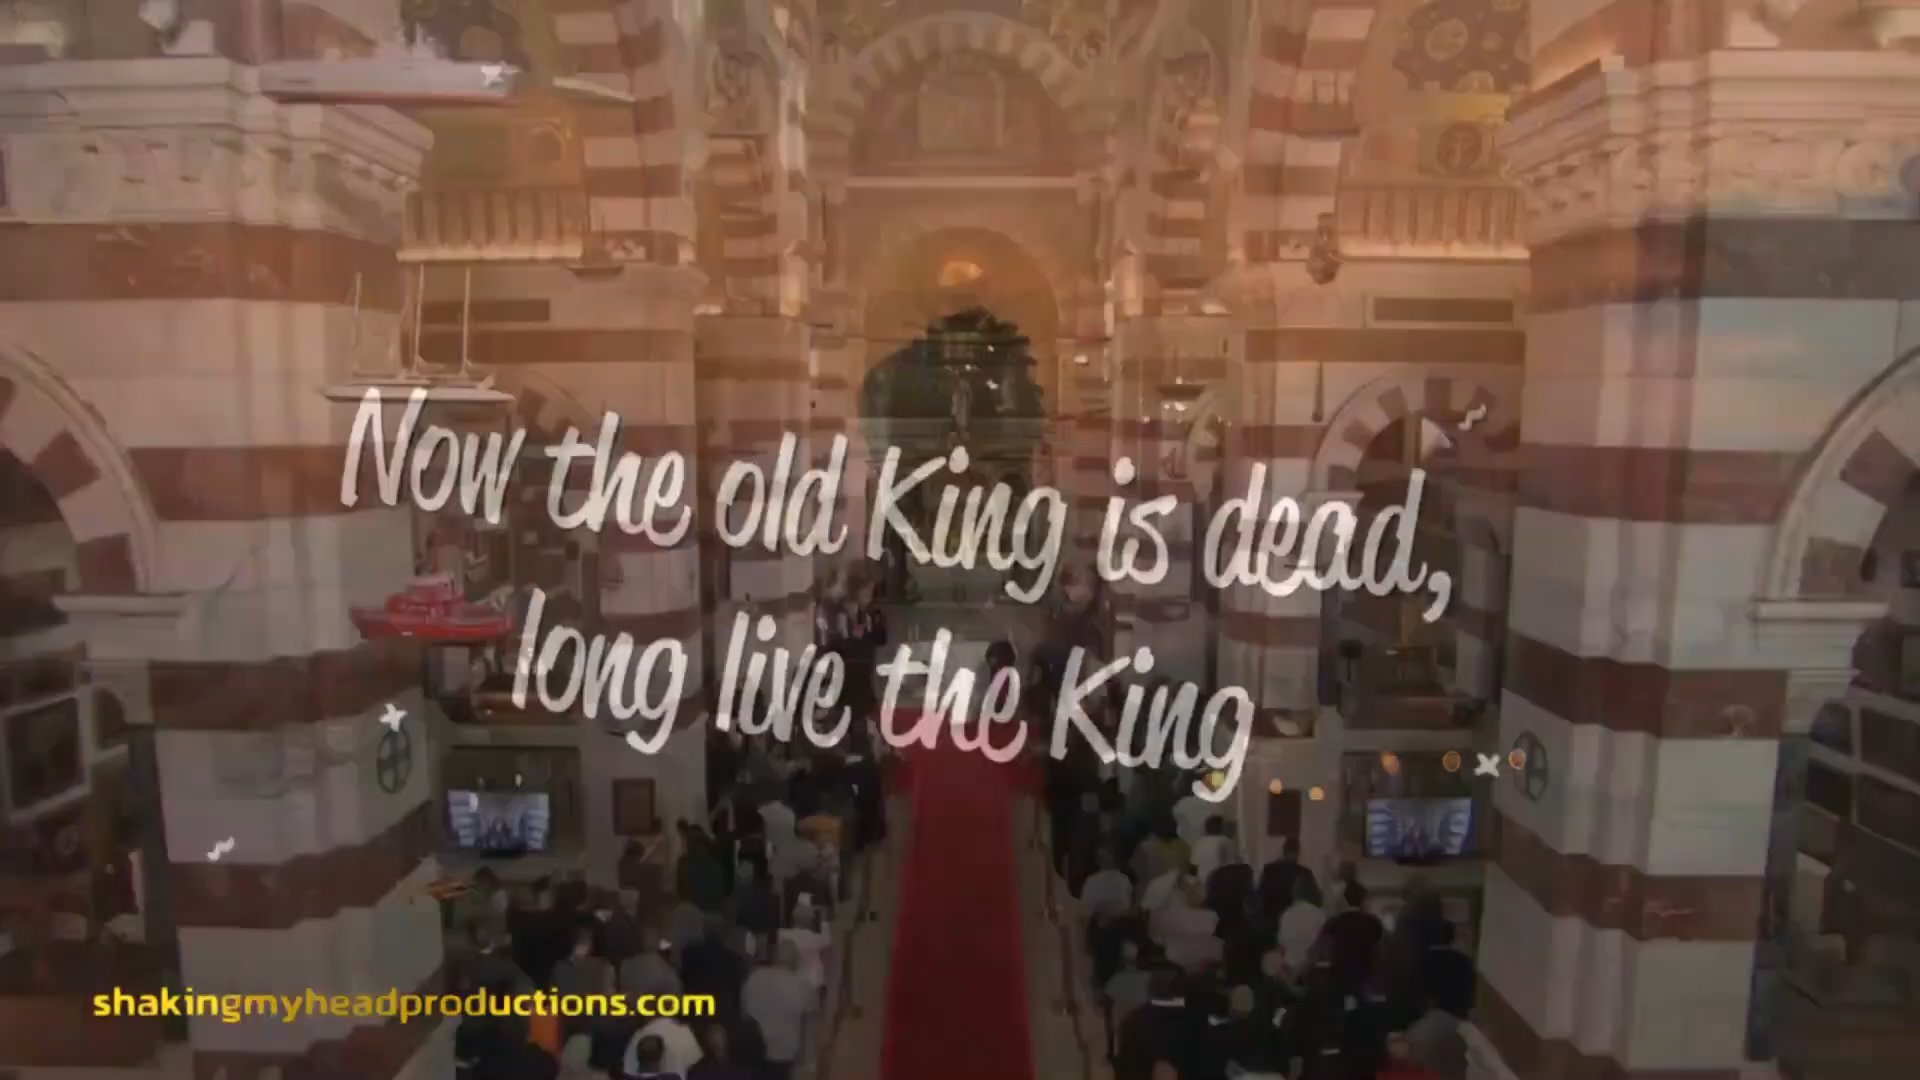 Now the old King is dead,
long live the King
shakingmyheadproductions.com